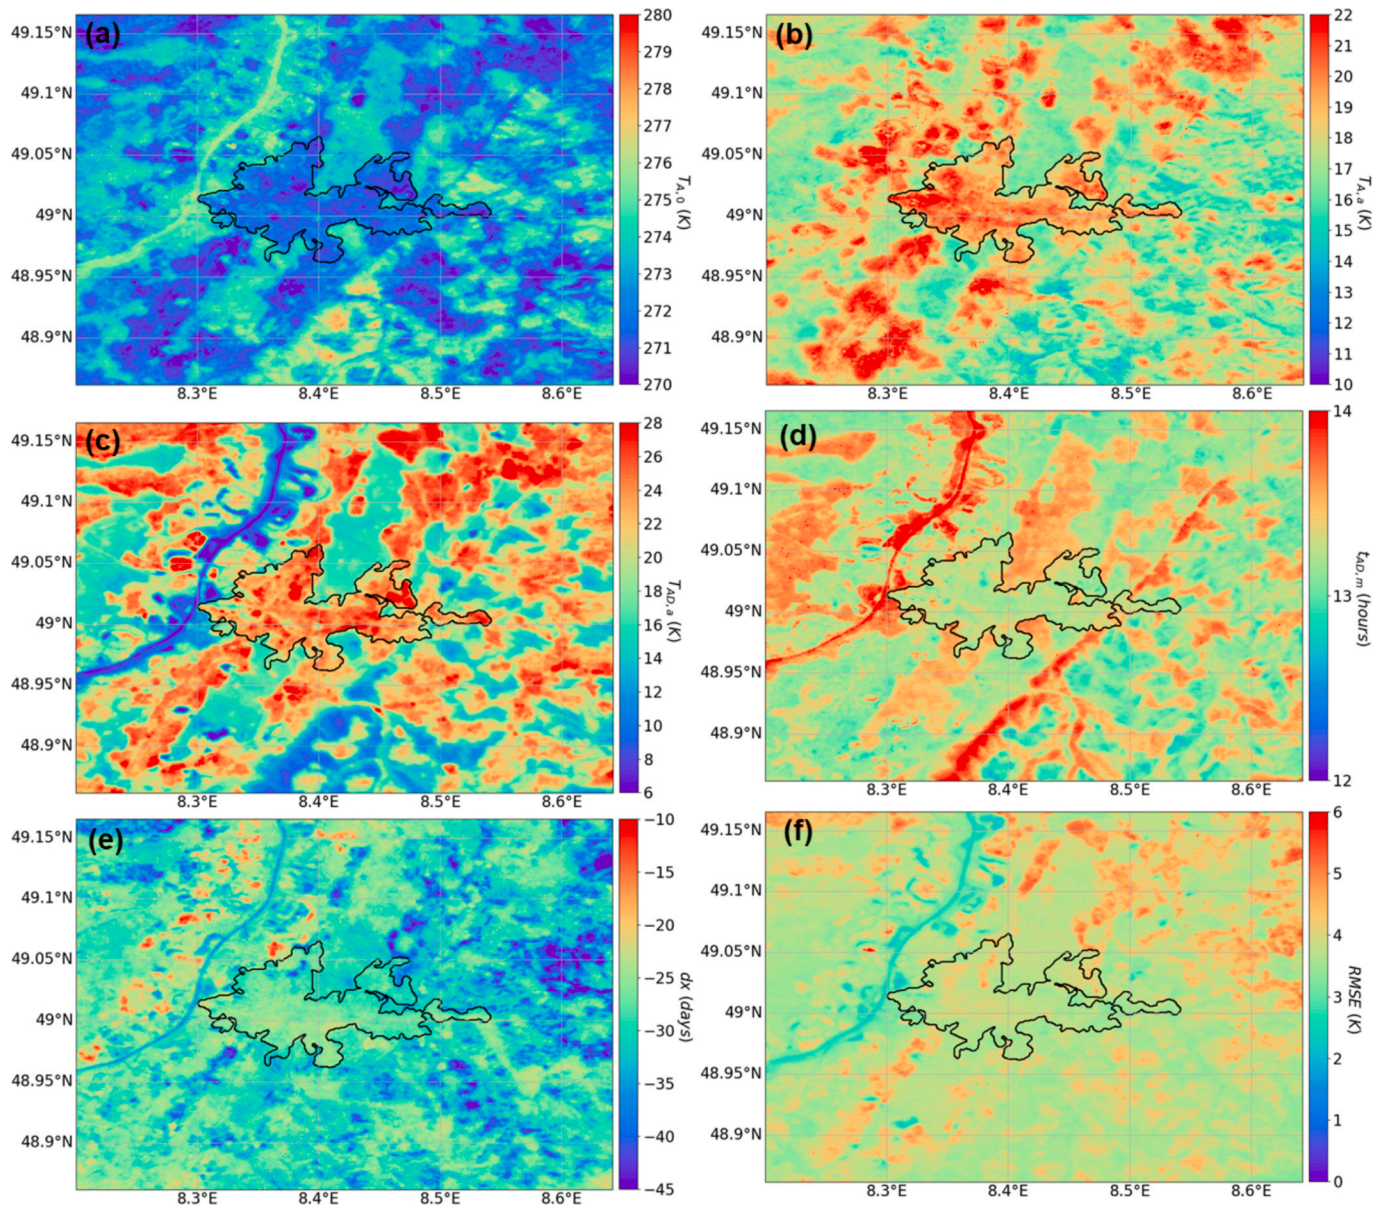 (a)
49.15°N
49.1°N
49.05°N
49°N
48.95°N
48.9°N
8.3°E 8.4°E 8.5°E 8.6°E
280
279
278
277
276
275
274
273
272
271
270
T_A,0 (K)
(b)
49.15°N
49.1°N
49.05°N
49°N
48.95°N
48.9°N
8.3°E 8.4°E 8.5°E 8.6°E
22
21
20
19
18
17
16
15
14
13
12
11
10
T_A,a (K)
(c)
49.15°N
49.1°N
49.05°N
49°N
48.95°N
48.9°N
8.3°E 8.4°E 8.5°E 8.6°E
28
26
24
22
20
18
16
14
12
10
8
6
T_AD,a (K)
(d)
49.15°N
49.1°N
49.05°N
49°N
48.95°N
48.9°N
8.3°E 8.4°E 8.5°E 8.6°E
14
13
12
t_AD,m (hours)
(e)
49.15°N
49.1°N
49.05°N
49°N
48.95°N
48.9°N
8.3°E 8.4°E 8.5°E 8.6°E
−10
−15
−20
−25
−30
−35
−40
−45
dx (days)
(f)
49.15°N
49.1°N
49.05°N
49°N
48.95°N
48.9°N
8.3°E 8.4°E 8.5°E 8.6°E
6
5
4
3
2
1
0
RMSE (K)